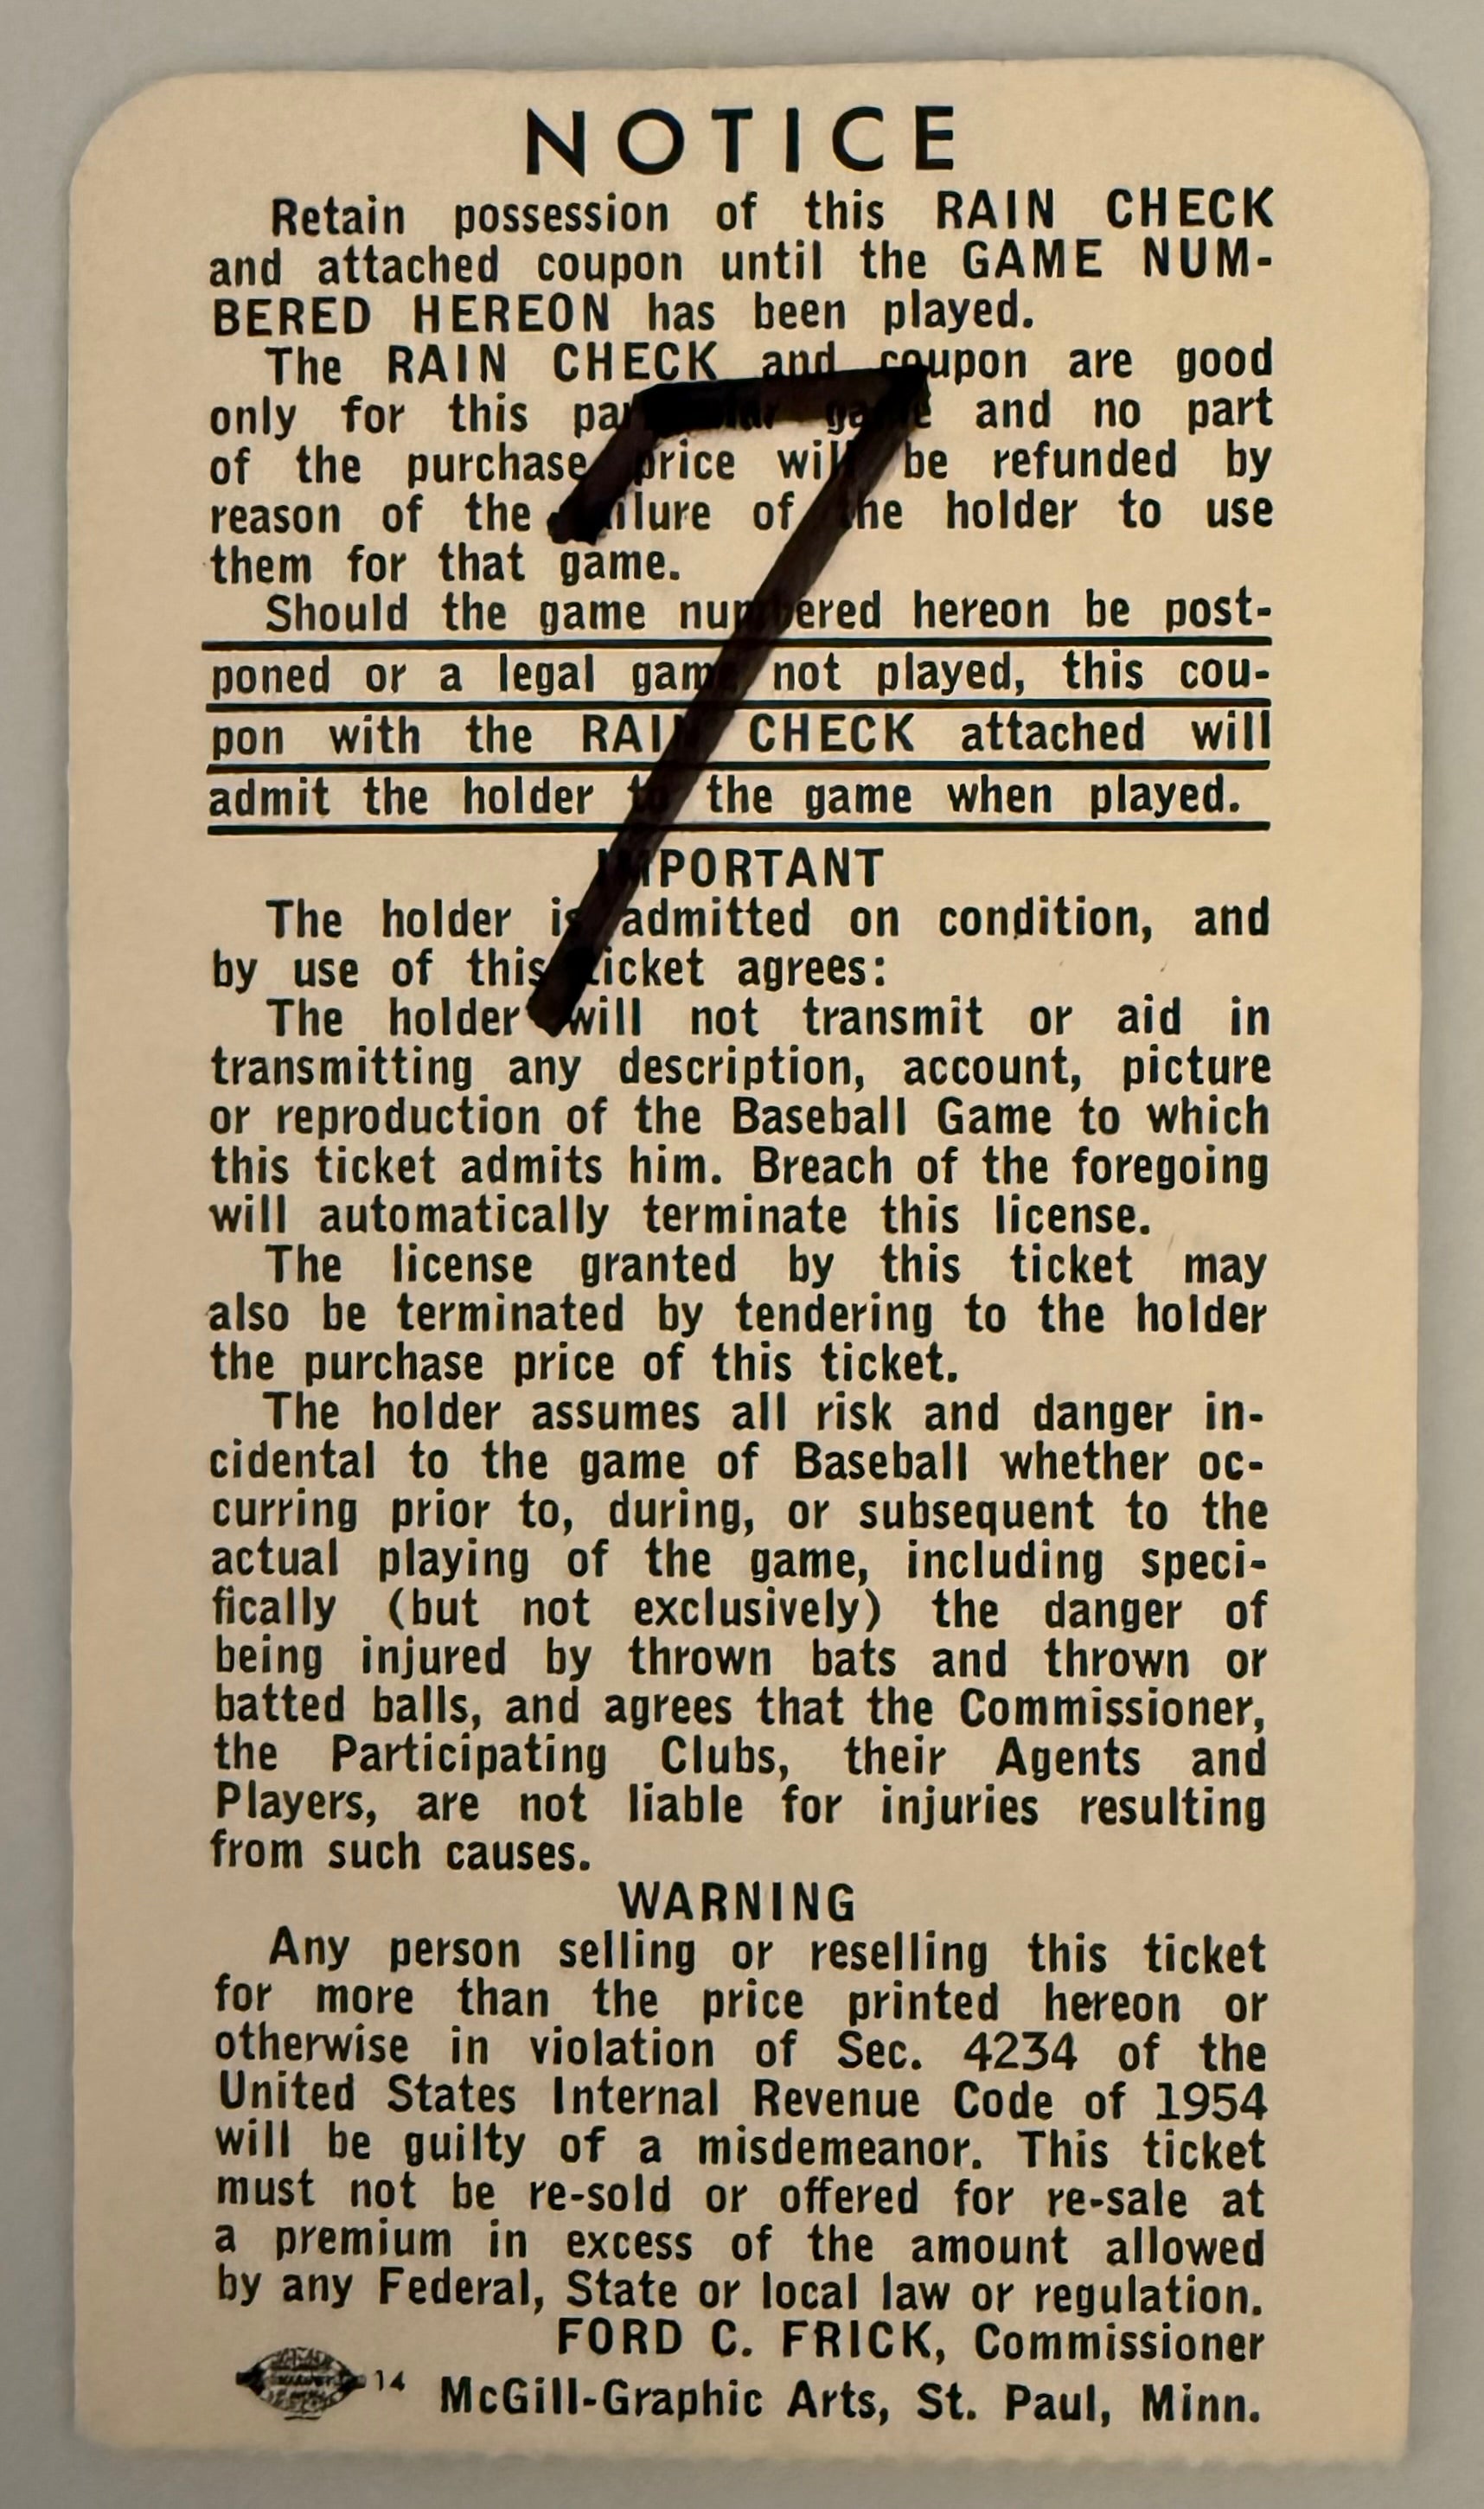 NOTICE
Retain possession of this RAIN CHECK
and attached coupon until the GAME NUM-
BERED HEREON has been played.
The RAIN CHECK and coupon are good
only for this particular game and no part
of the purchase price will be refunded by
reason of the failure of the holder to use
them for that game.
Should the game numbered hereon be post-
poned or a legal game not played, this cou-
pon with the RAIN CHECK attached will
admit the holder to the game when played.
IMPORTANT
The holder is admitted on condition, and
by use of this ticket agrees:
The holder will not transmit or aid in
transmitting any description, account, picture
or reproduction of the Baseball Game to which
this ticket admits him. Breach of the foregoing
will automatically terminate this license.
The license granted by this ticket may
also be terminated by tendering to the holder
the purchase price of this ticket.
The holder assumes all risk and danger in-
cidental to the game of Baseball whether oc-
curring prior to, during, or subsequent to the
actual playing of the game, including speci-
fically (but not exclusively) the danger of
being injured by thrown bats and thrown or
batted balls, and agrees that the Commissioner,
the Participating Clubs, their Agents and
Players, are not liable for injuries resulting
from such causes.
WARNING
Any person selling or reselling this ticket
for more than the price printed hereon or
otherwise in violation of Sec. 4234 of the
United States Internal Revenue Code of 1954
will be guilty of a misdemeanor. This ticket
must not be re-sold or offered for re-sale at
a premium in excess of the amount allowed
by any Federal, State or local law or regulation.
FORD C. FRICK, Commissioner
14 McGill-Graphic Arts, St. Paul, Minn.
7